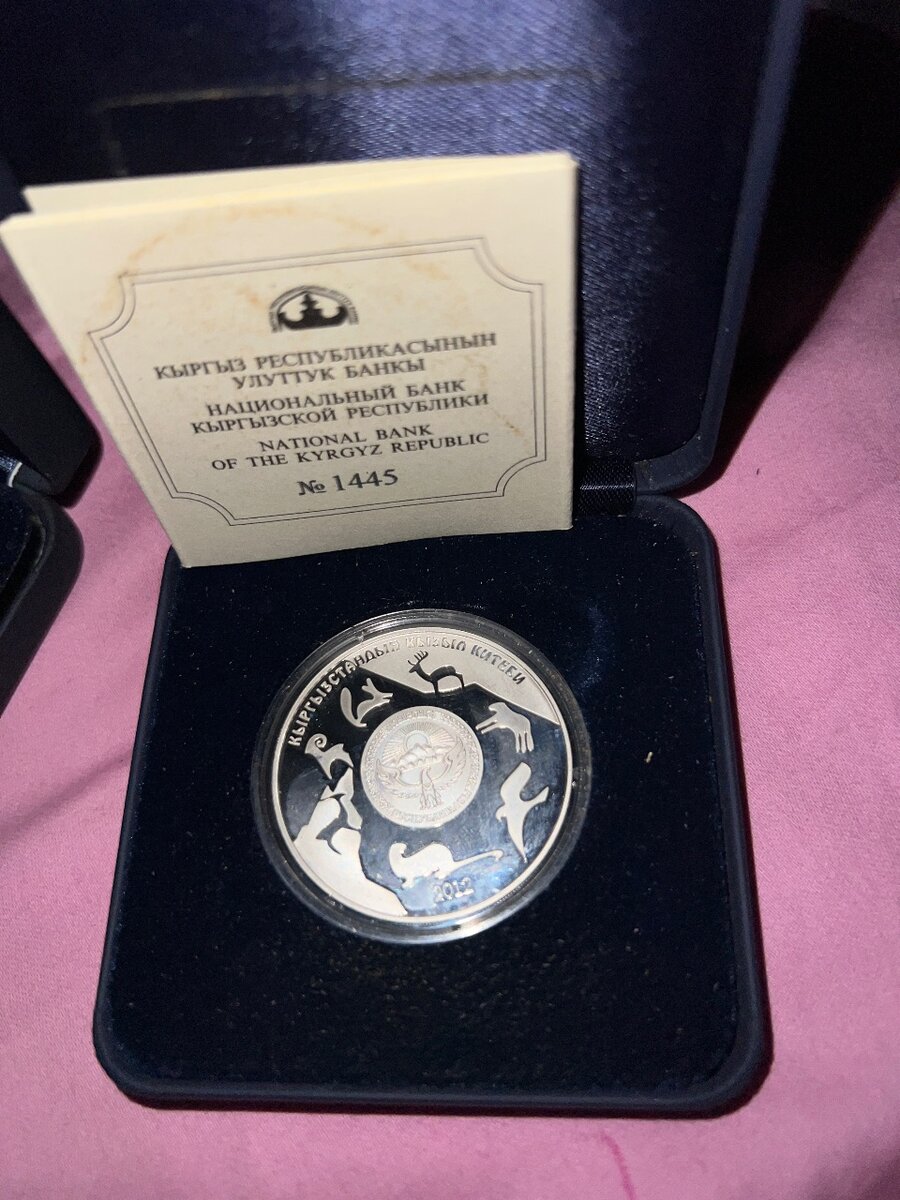 КЫРГЫЗ РЕСПУБЛИКАСЫНЫН
УЛУТТУК БАНКЫ
НАЦИОНАЛЬНЫЙ БАНК
КЫРГЫЗСКОЙ РЕСПУБЛИКИ
NATIONAL BANK
OF THE KYRGYZ REPUBLIC
№ 1445
КЫРГЫЗСТАНДЫН КЫЗЫЛ КИТЕБИ
2012